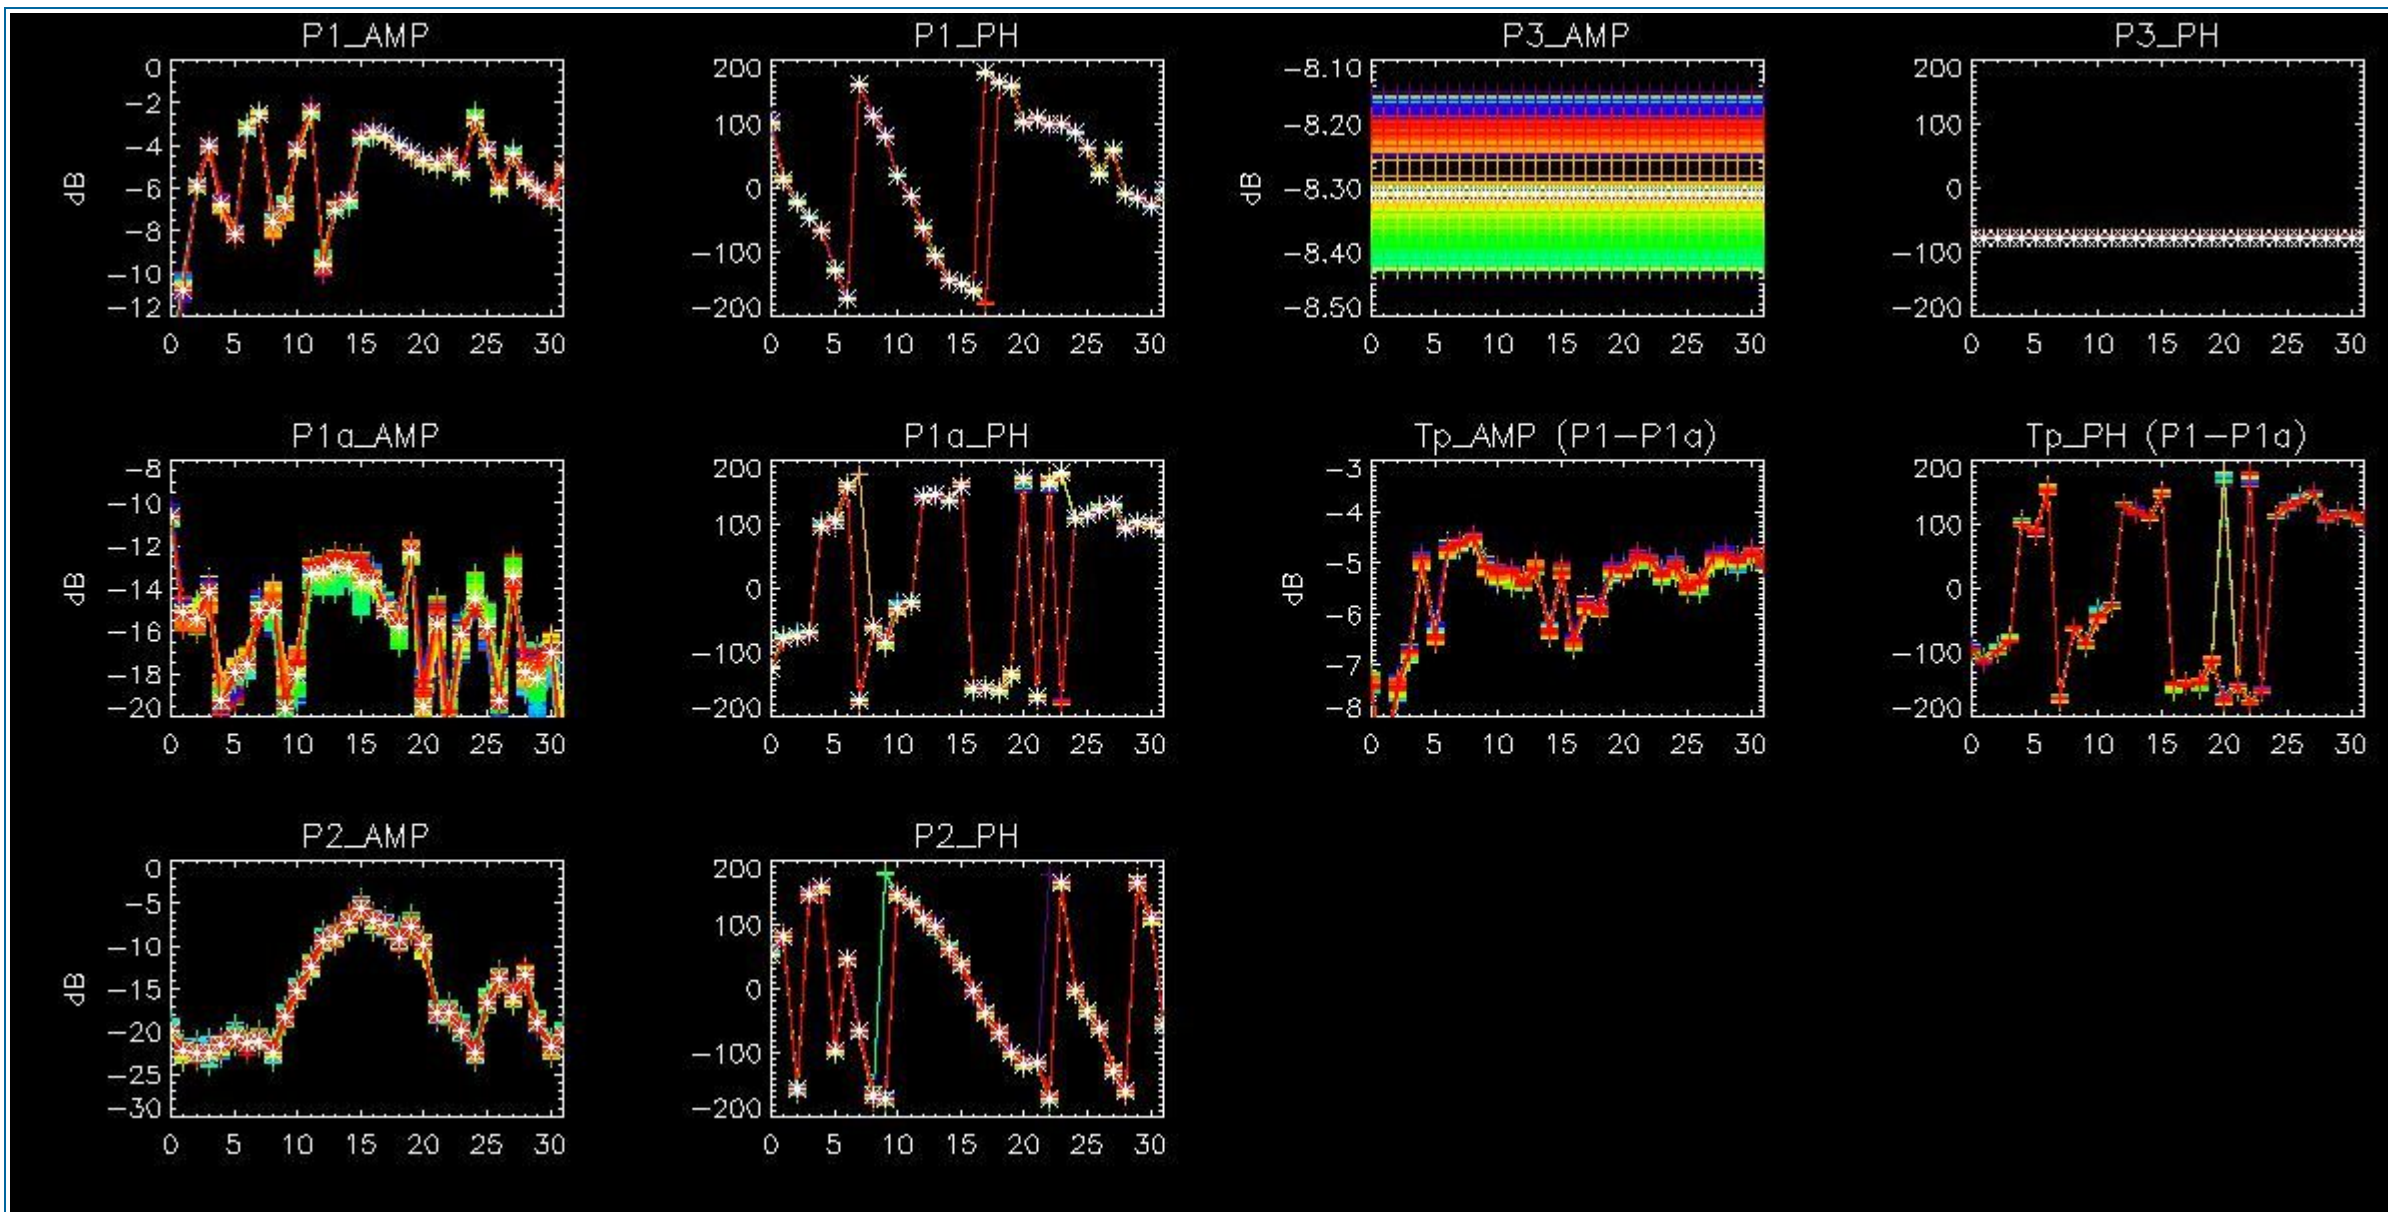 P1_AMP P1_PH P3_AMP P3_PH
0 200 −8.10 200
−2 100 −8.20 100
−4 0 −8.30 0
−6 −100 −8.40 −100
−8 −200 −8.50 −200
−10
−12
dB dB
0 5 10 15 20 25 30 0 5 10 15 20 25 30 0 5 10 15 20 25 30 0 5 10 15 20 25 30
P1a_AMP P1a_PH Tp_AMP (P1−P1a) Tp_PH (P1−P1a)
−8 200 −3 200
−10 100 −4 100
−12 0 −5 0
−14 −100 −6 −100
−16 −200 −7 −200
−18 −8
−20
dB dB
0 5 10 15 20 25 30 0 5 10 15 20 25 30 0 5 10 15 20 25 30 0 5 10 15 20 25 30
P2_AMP P2_PH
0 200
−5 100
−10 0
−15 −100
−20 −200
−25
−30
dB
0 5 10 15 20 25 30 0 5 10 15 20 25 30